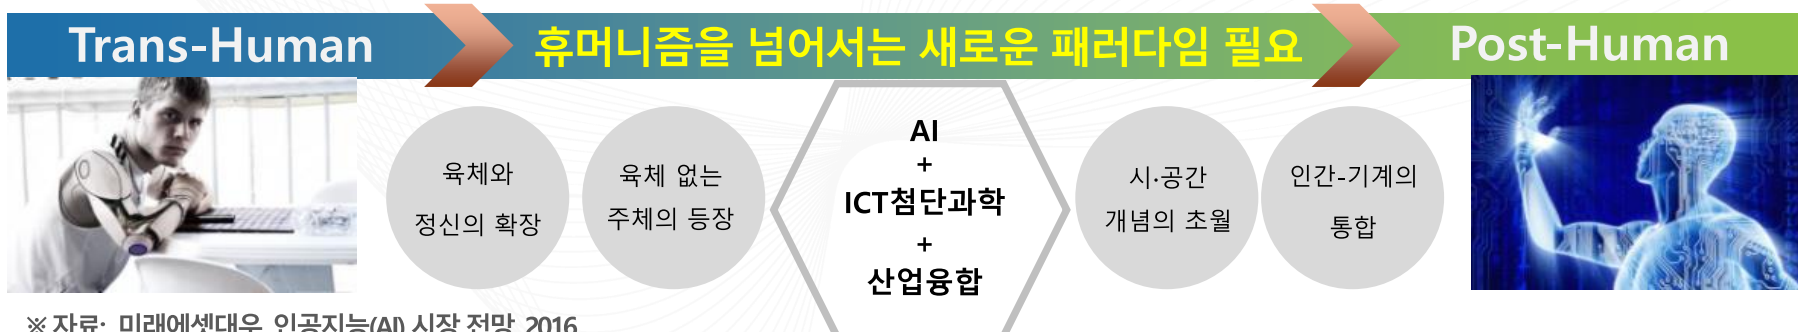 Trans-Human
휴머니즘을 넘어서는 새로운 패러다임 필요
Post-Human
육체와
정신의 확장
육체 없는
주체의 등장
AI
+
ICT첨단과학
+
산업융합
시·공간
개념의 초월
인간-기계의
통합
※ 자료: 미래에셋대우, 인공지능(AI) 시장 전망, 2016